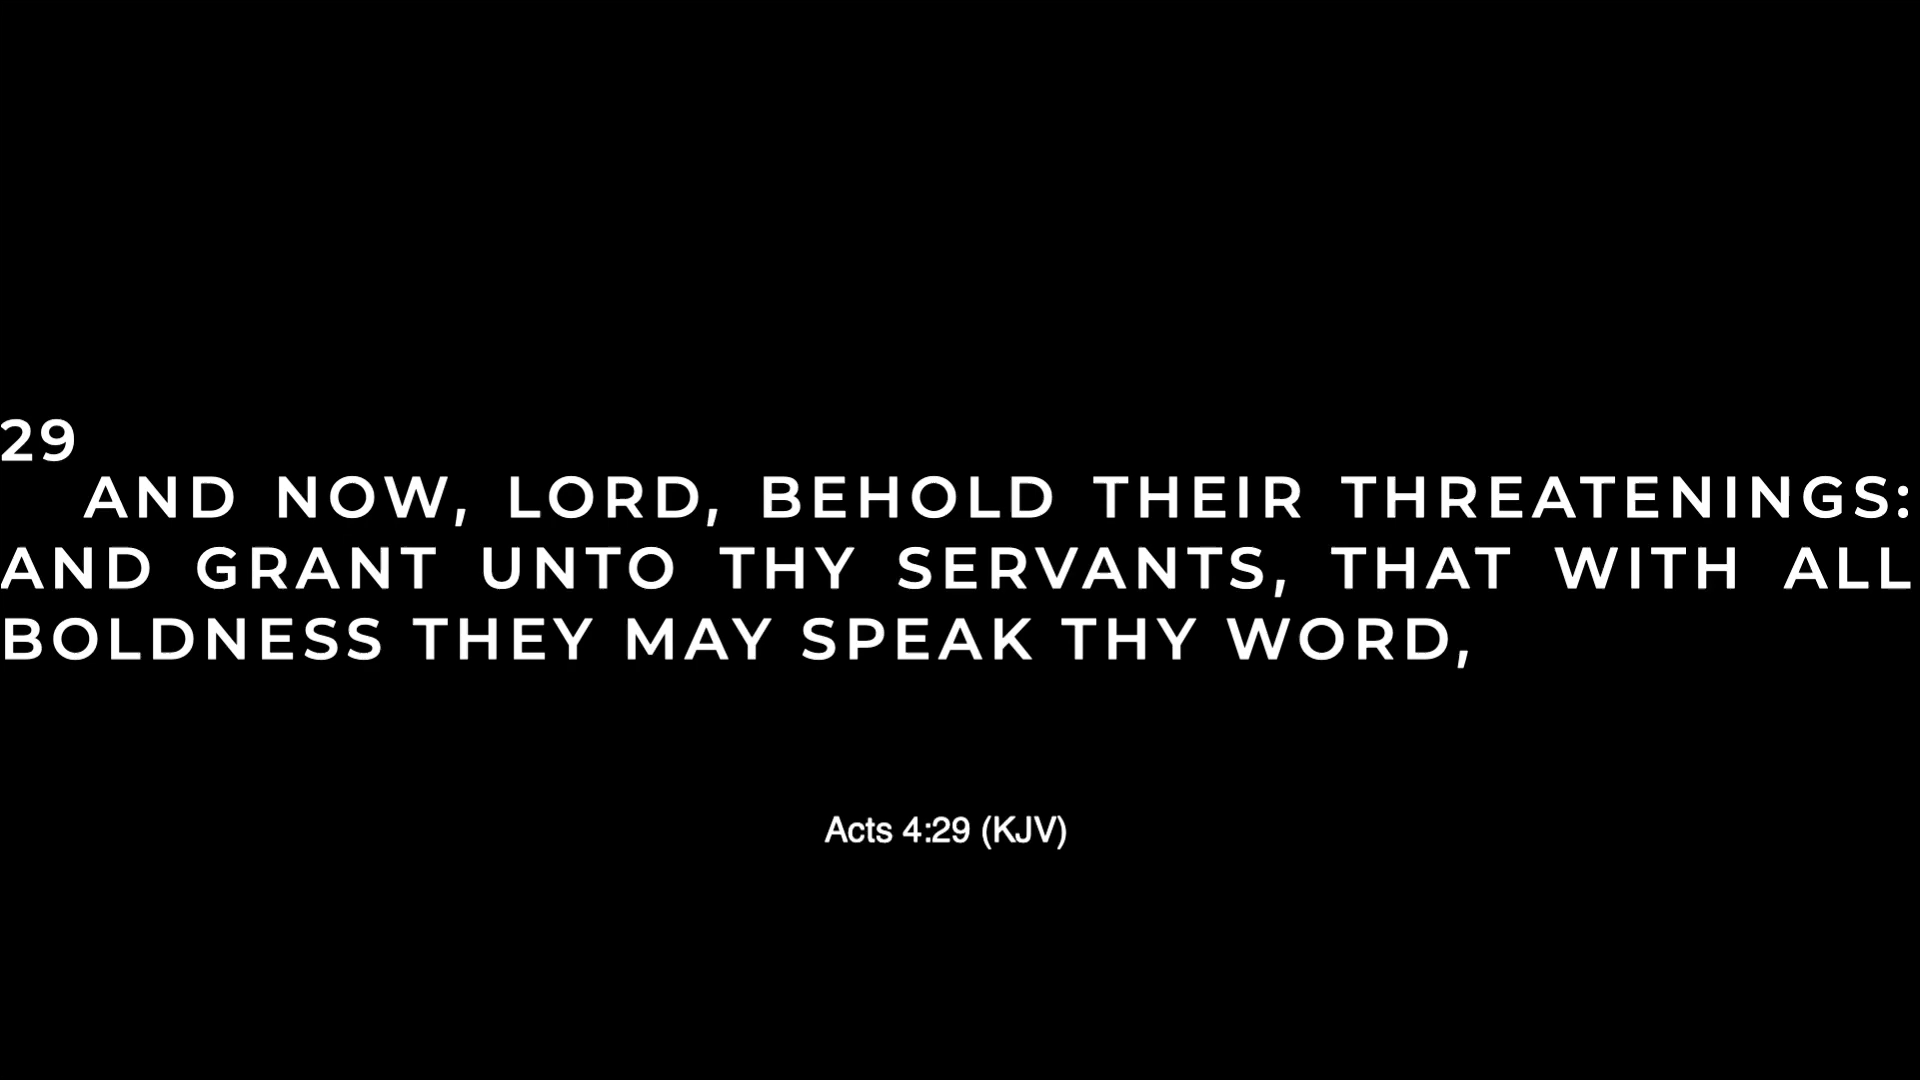 29
AND NOW, LORD, BEHOLD THEIR THREATENINGS:
AND GRANT UNTO THY SERVANTS, THAT WITH ALL
BOLDNESS THEY MAY SPEAK THY WORD,
Acts 4:29 (KJV)